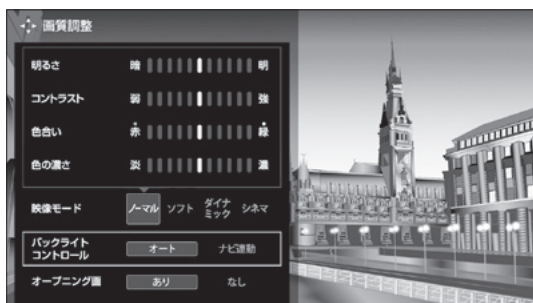 画質調整
明るさ 暗 明
コントラスト 弱 強
色合い 赤 緑
色の濃さ 淡 濃
映像モード ノーマル ソフト ダイナ
ミック シネマ
バックライト
コントロール オート ナビ連動
オープニング画 あり なし